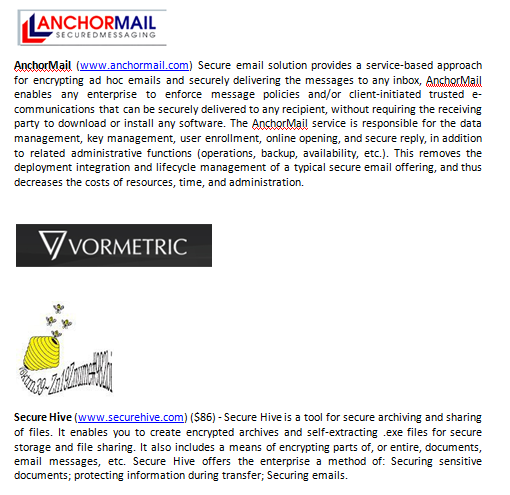 ANCHORMAIL
SECUREDMESSAGING
AnchorMail (www.anchormail.com) Secure email solution provides a service-based approach
for encrypting ad hoc emails and securely delivering the messages to any inbox, AnchorMail
enables any enterprise to enforce message policies and/or client-initiated trusted e-
communications that can be securely delivered to any recipient, without requiring the receiving
party to download or install any software. The AnchorMail service is responsible for the data
management, key management, user enrollment, online opening, and secure reply, in addition
to related administrative functions (operations, backup, availability, etc.). This removes the
deployment integration and lifecycle management of a typical secure email offering, and thus
decreases the costs of resources, time, and administration.
VORMETRIC
Secure Hive (www.securehive.com) ($86) - Secure Hive is a tool for secure archiving and sharing
of files. It enables you to create encrypted archives and self-extracting .exe files for secure
storage and file sharing. It also includes a means of encrypting parts of, or entire, documents,
email messages, etc. Secure Hive offers the enterprise a method of: Securing sensitive
documents; protecting information during transfer; Securing emails.